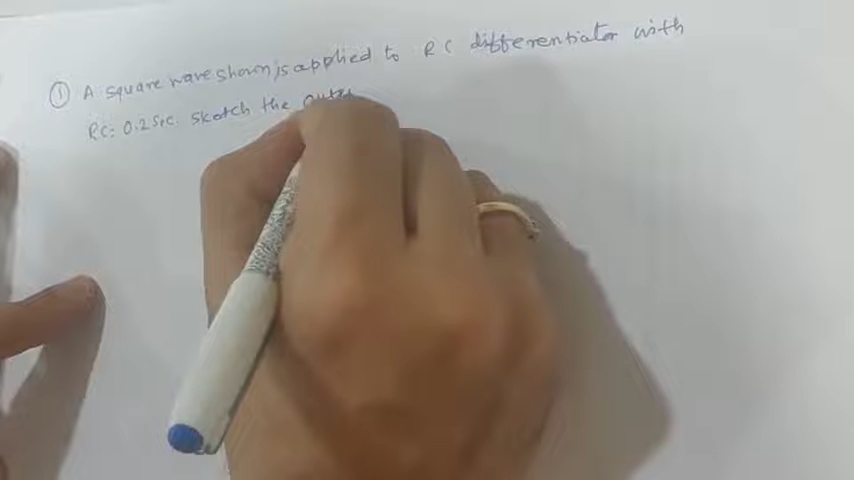 ① A square wave shown, is applied to RC differentiator with
RC: 0.2 sec. sketch the